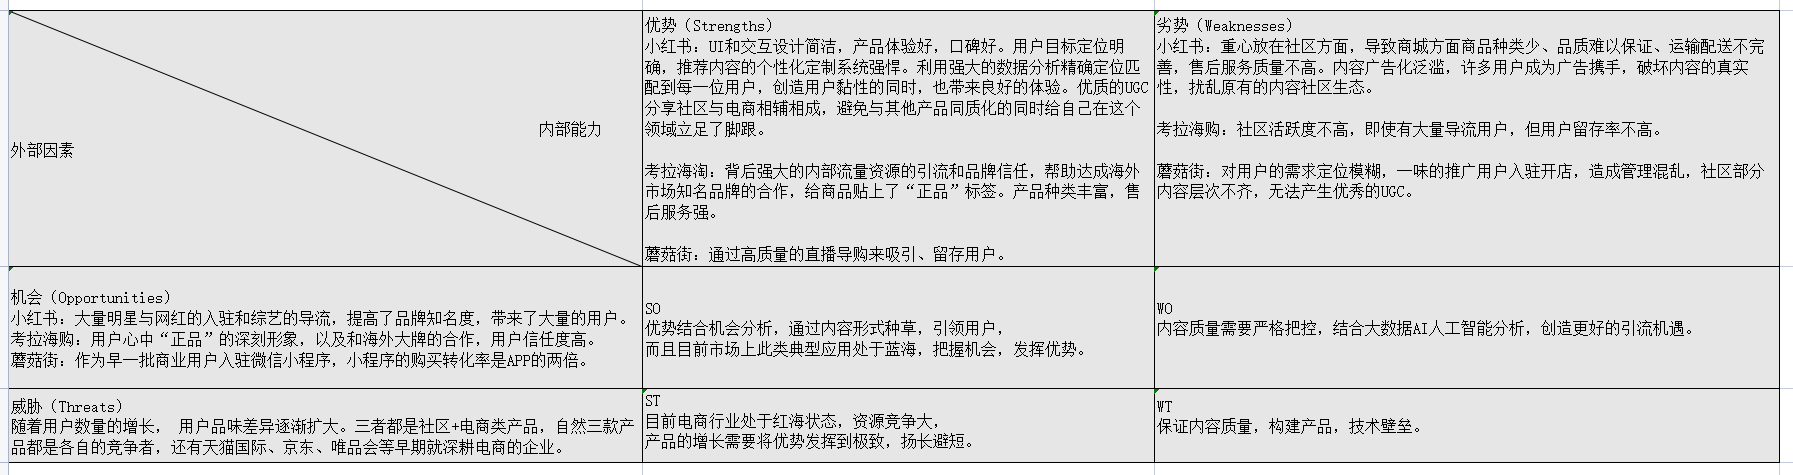 内部能力
外部因素
优势（Strengths）
小红书：UI和交互设计简洁，产品体验好，口碑好。用户目标定位明
确，推荐内容的个性化定制系统强悍。利用强大的数据分析精确定位匹
配到每一位用户，创造用户黏性的同时，也带来良好的体验。优质的UGC
分享社区与电商相辅相成，避免与其他产品同质化的同时给自己在这个
领域立足了脚跟。
考拉海淘：背后强大的内部流量资源的引流和品牌信任，帮助达成海外
市场知名品牌的合作，给商品贴上了“正品”标签。产品种类丰富，售
后服务强。
蘑菇街：通过高质量的直播导购来吸引、留存用户。
劣势（Weaknesses）
小红书：重心放在社区方面，导致商城方面商品种类少、品质难以保证、运输配送不完
善，售后服务质量不高。内容广告化泛滥，许多用户成为广告携手，破坏内容的真实
性，扰乱原有的内容社区生态。
考拉海购：社区活跃度不高，即使有大量导流用户，但用户留存率不高。
蘑菇街：对用户的需求定位模糊，一味的推广用户入驻开店，造成管理混乱，社区部分
内容层次不齐，无法产生优秀的UGC。
机会（Opportunities）
小红书：大量明星与网红的入驻和综艺的导流，提高了品牌知名度，带来了大量的用户。
考拉海购：用户心中“正品”的深刻形象，以及和海外大牌的合作，用户信任度高。
蘑菇街：作为早一批商业用户入驻微信小程序，小程序的购买转化率是APP的两倍。
SO
优势结合机会分析，通过内容形式种草，引领用户，
而且目前市场上此类典型应用处于蓝海，把握机会，发挥优势。
WO
内容质量需要严格把控，结合大数据AI人工智能分析，创造更好的引流机遇。
威胁（Threats）
随着用户数量的增长， 用户品味差异逐渐扩大。三者都是社区+电商类产品，自然三款产
品都是各自的竞争者，还有天猫国际、京东、唯品会等早期就深耕电商的企业。
ST
目前电商行业处于红海状态，资源竞争大，
产品的增长需要将优势发挥到极致，扬长避短。
WT
保证内容质量，构建产品，技术壁垒。